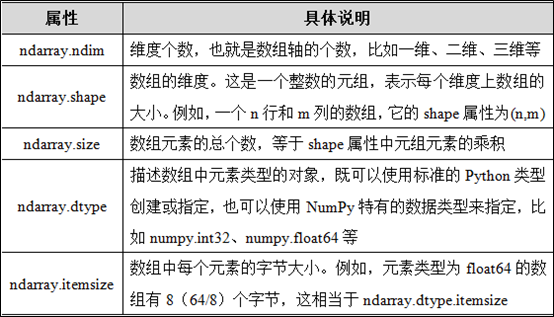 属性 具体说明
ndarray.ndim 维度个数，也就是数组轴的个数，比如一维、二维、三维等
ndarray.shape 数组的维度。这是一个整数的元组，表示每个维度上数组的
大小。例如，一个 n 行和 m 列的数组，它的 shape 属性为(n,m)
ndarray.size 数组元素的总个数，等于 shape 属性中元组元素的乘积
ndarray.dtype 描述数组中元素类型的对象，既可以使用标准的 Python 类型
创建或指定，也可以使用 NumPy 特有的数据类型来指定，比
如 numpy.int32、numpy.float64 等
ndarray.itemsize 数组中每个元素的字节大小。例如，元素类型为 float64 的数
组有 8（64/8）个字节，这相当于 ndarray.dtype.itemsize